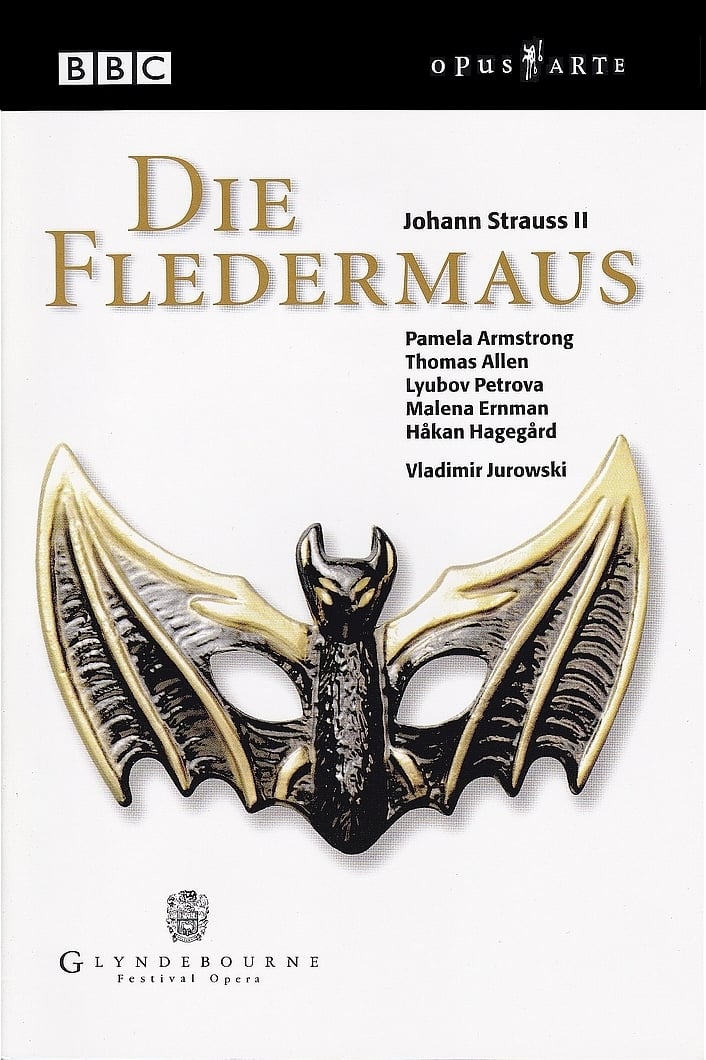 BBC
OPUS ARTE
DIE
Johann Strauss II
FLEDERMAUS
Pamela Armstrong
Thomas Allen
Lyubov Petrova
Malena Ernman
Håkan Hagegård
Vladimir Jurowski
GLYNDEBOURNE
Festival Opera